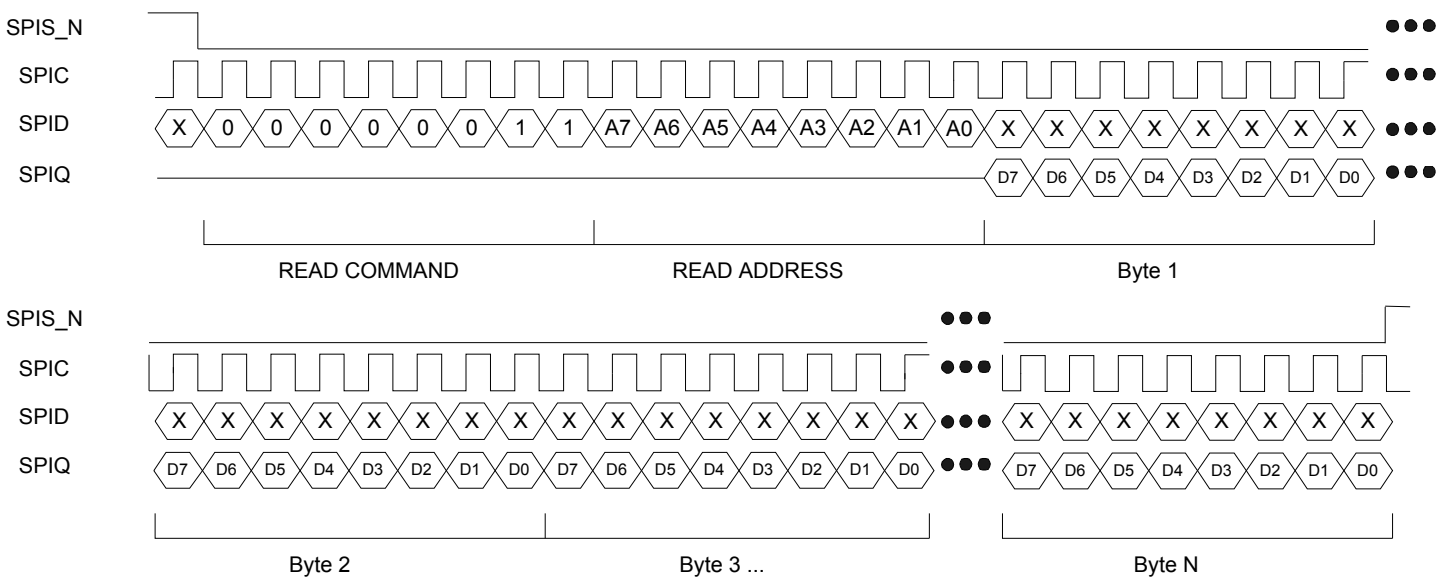 SPIS_N
SPIC
SPID X 0 0 0 0 0 0 1 1 A7 A6 A5 A4 A3 A2 A1 A0 X X X X X X X X
SPIQ D7 D6 D5 D4 D3 D2 D1 D0
READ COMMAND READ ADDRESS Byte 1
SPIS_N
SPIC
SPID X X X X X X X X X X X X X X X X X X X X X X X X
SPIQ D7 D6 D5 D4 D3 D2 D1 D0 D7 D6 D5 D4 D3 D2 D1 D0 D7 D6 D5 D4 D3 D2 D1 D0
Byte 2 Byte 3 ... Byte N